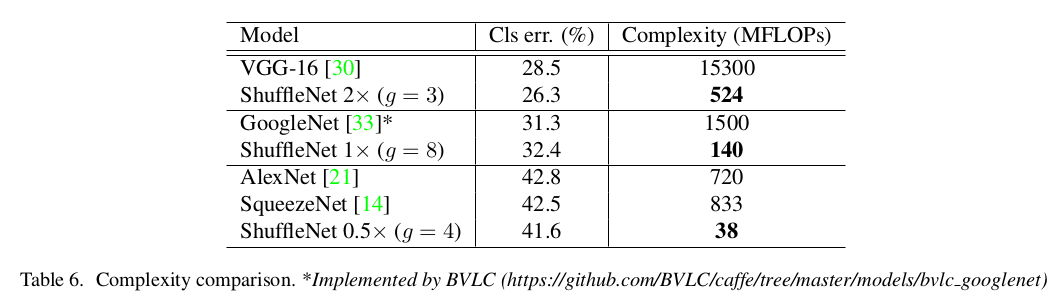 Model Cls err. (%) Complexity (MFLOPs)
VGG-16 [30] 28.5 15300
ShuffleNet 2× (g = 3) 26.3 524
GoogleNet [33]* 31.3 1500
ShuffleNet 1× (g = 8) 32.4 140
AlexNet [21] 42.8 720
SqueezeNet [14] 42.5 833
ShuffleNet 0.5× (g = 4) 41.6 38
Table 6. Complexity comparison. *Implemented by BVLC (https://github.com/BVLC/caffe/tree/master/models/bvlc_googlenet)